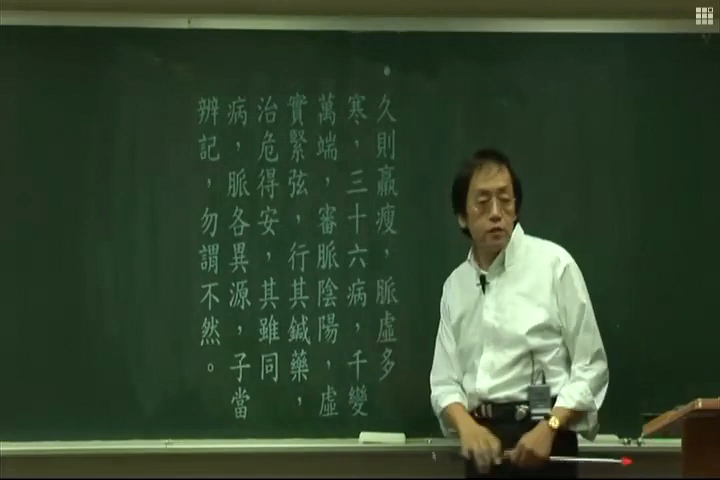 久則羸瘦，脈虛多
寒，三十六病，千變
萬端，審脈陰陽，虛
實緊弦，行其鍼藥，
治危得安，其雖同
病，脈各異源，子當
辨記，勿謂不然。